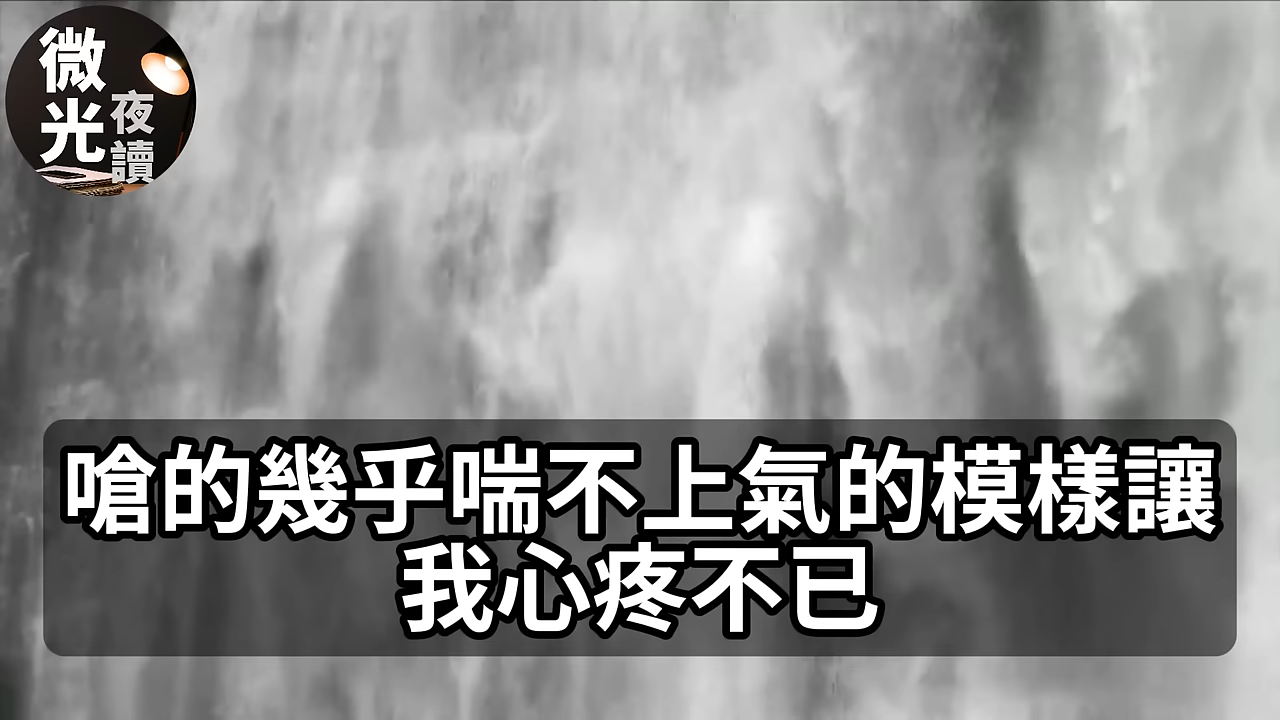 微光
夜讀
嗆的幾乎喘不上氣的模樣讓
我心疼不已